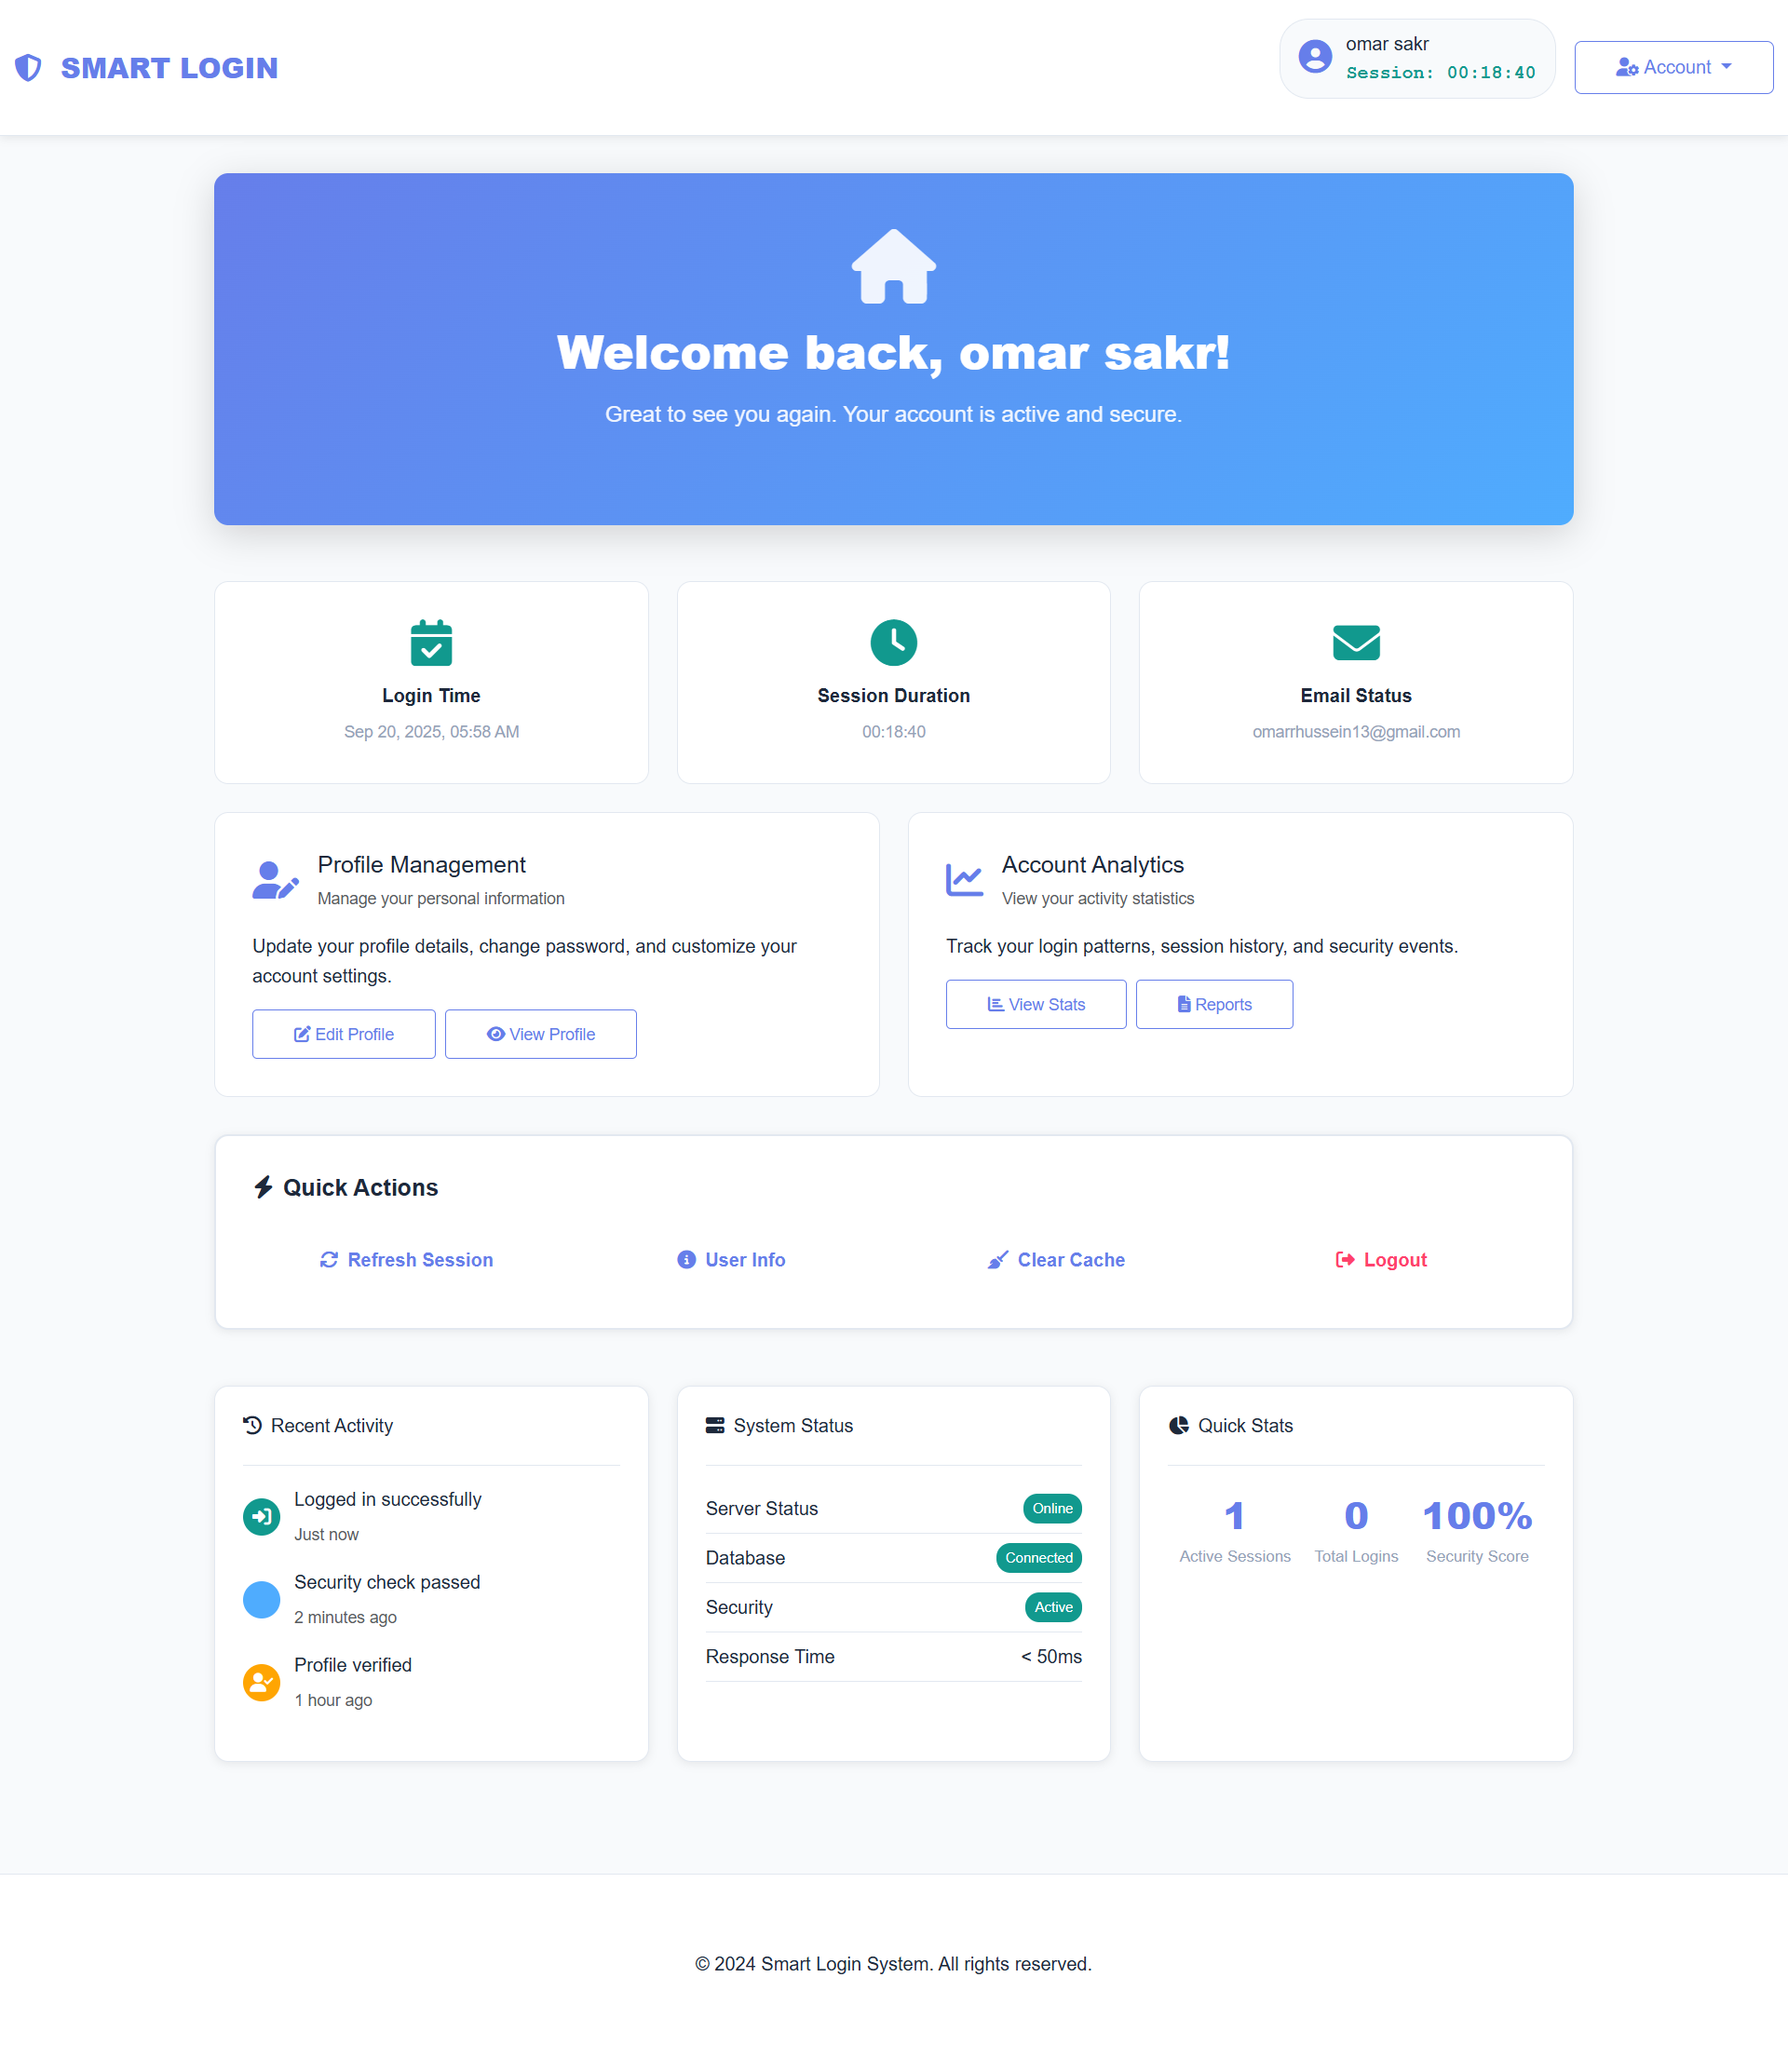 SMART LOGIN
omar sakr
Session: 00:18:40
Account
Welcome back, omar sakr!
Great to see you again. Your account is active and secure.
Login Time
Sep 20, 2025, 05:58 AM
Session Duration
00:18:40
Email Status
omarrhussein13@gmail.com
Profile Management
Manage your personal information
Update your profile details, change password, and customize your
account settings.
Edit Profile
View Profile
Account Analytics
View your activity statistics
Track your login patterns, session history, and security events.
View Stats
Reports
Quick Actions
Refresh Session
User Info
Clear Cache
Logout
Recent Activity
Logged in successfully
Just now
Security check passed
2 minutes ago
Profile verified
1 hour ago
System Status
Server Status Online
Database Connected
Security Active
Response Time < 50ms
Quick Stats
1
Active Sessions
0
Total Logins
100%
Security Score
© 2024 Smart Login System. All rights reserved.